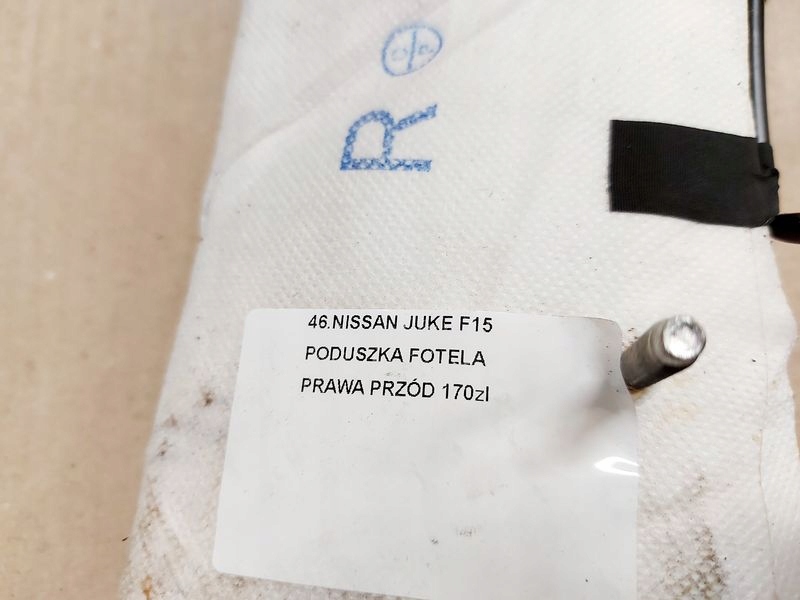 R
46.NISSAN JUKE F15
PODUSZKA FOTELA
PRAWA PRZÓD 170zl